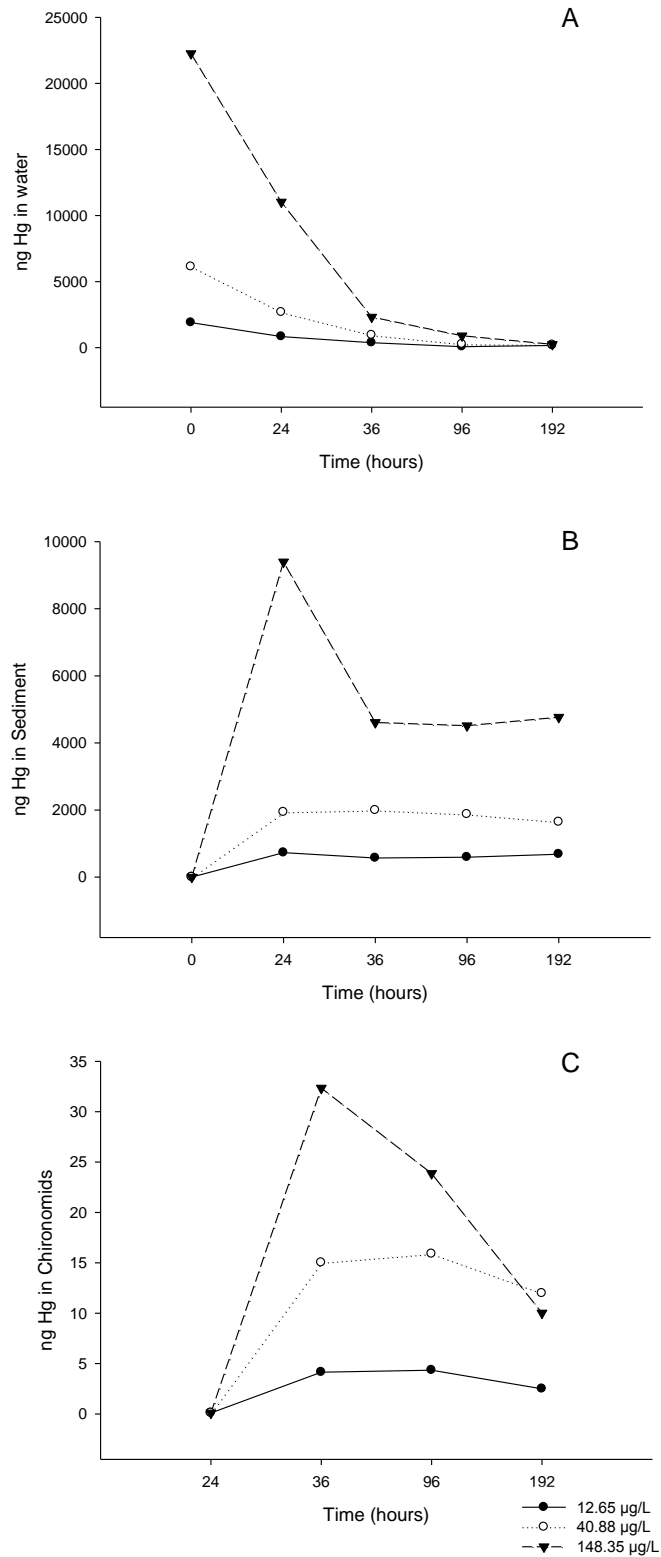 A
25000
20000
15000
10000
5000
0
ng Hg in water
0 24 36 96 192
Time (hours)
B
10000
8000
6000
4000
2000
0
ng Hg in Sediment
0 24 36 96 192
Time (hours)
C
35
30
25
20
15
10
5
0
ng Hg in Chironomids
24 36 96 192
Time (hours)
12.65 µg/L
40.88 µg/L
148.35 µg/L